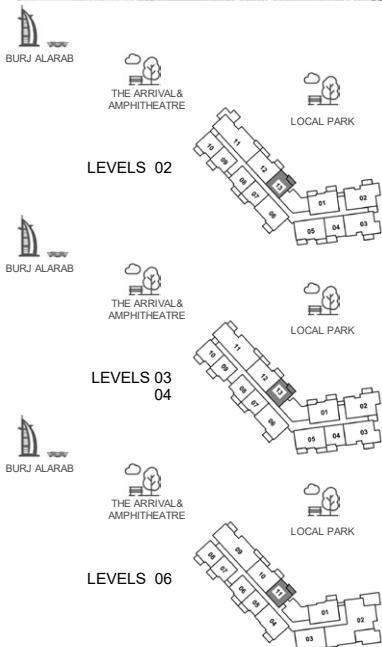 BURJ ALARAB
THE ARRIVAL&
AMPHITHEATRE
LOCAL PARK
LEVELS 02
10
11
09
12
08
13
07
06
01
02
05
04
03
BURJ ALARAB
THE ARRIVAL&
AMPHITHEATRE
LOCAL PARK
LEVELS 03
04
10
11
09
12
08
13
07
06
01
02
05
04
03
BURJ ALARAB
THE ARRIVAL&
AMPHITHEATRE
LOCAL PARK
LEVELS 06
08
09
07
10
06
11
05
04
01
02
03